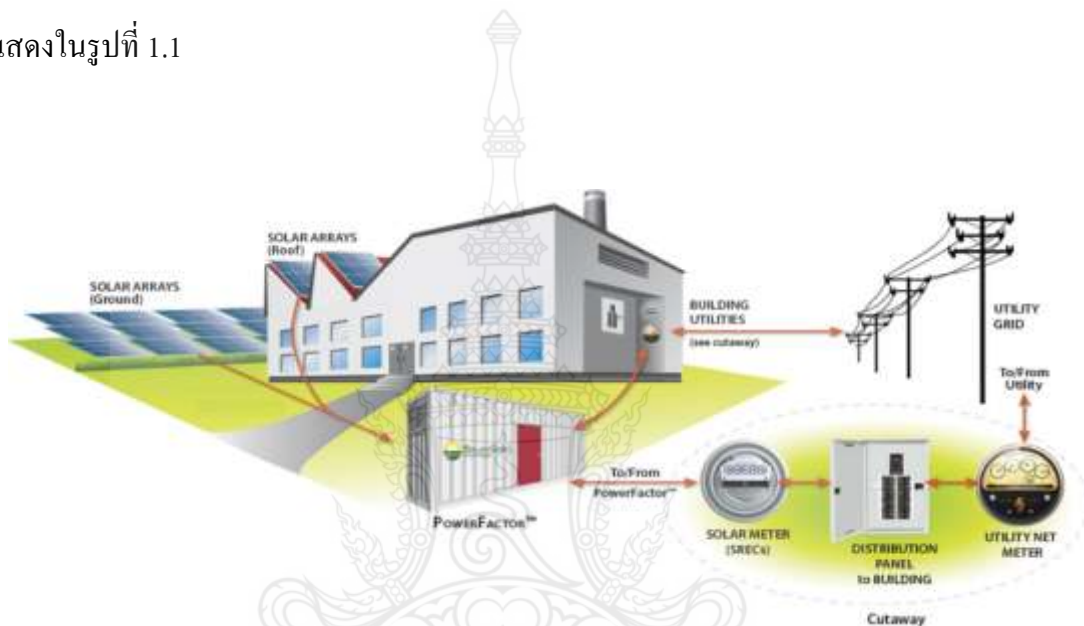 แสดงในรูปที่ 1.1
SOLAR ARRAYS
(Roof)
SOLAR ARRAYS
(Ground)
BUILDING
UTILITIES
(see cutaway)
UTILITY
GRID
To/From
Utility
To/From
PowerFactor™
POWERFACTOR™
SOLAR METER
(SRECs)
DISTRIBUTION
PANEL
to BUILDING
UTILITY NET
METER
Cutaway